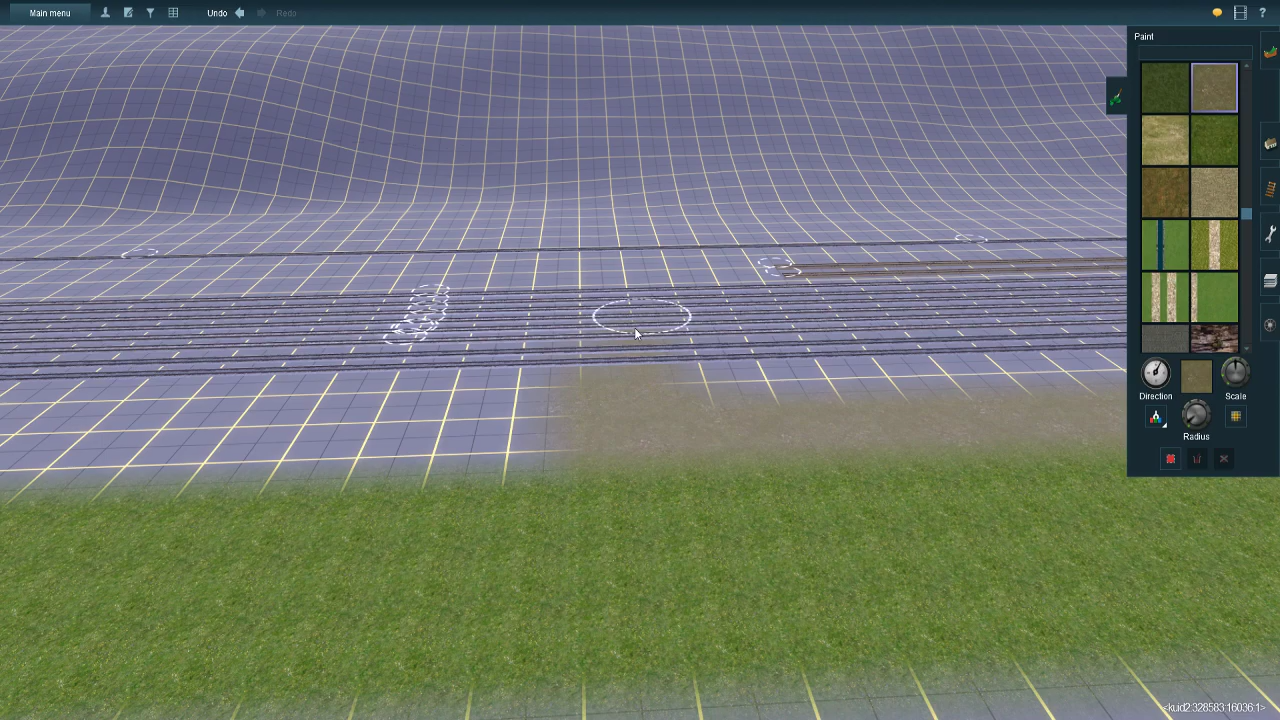 Main menu
Undo
Redo
Paint
Direction
Scale
Radius
<kuid2:328583:16036:1>